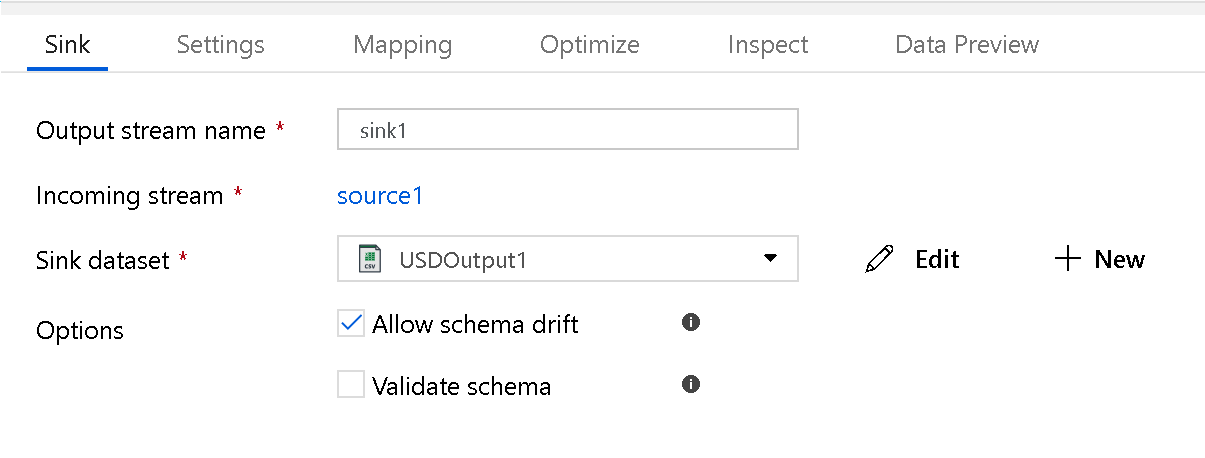 Sink Settings Mapping Optimize Inspect Data Preview
Output stream name * sink1
Incoming stream * source1
Sink dataset * CSV USDOutput1 Edit + New
Options Allow schema drift
Validate schema